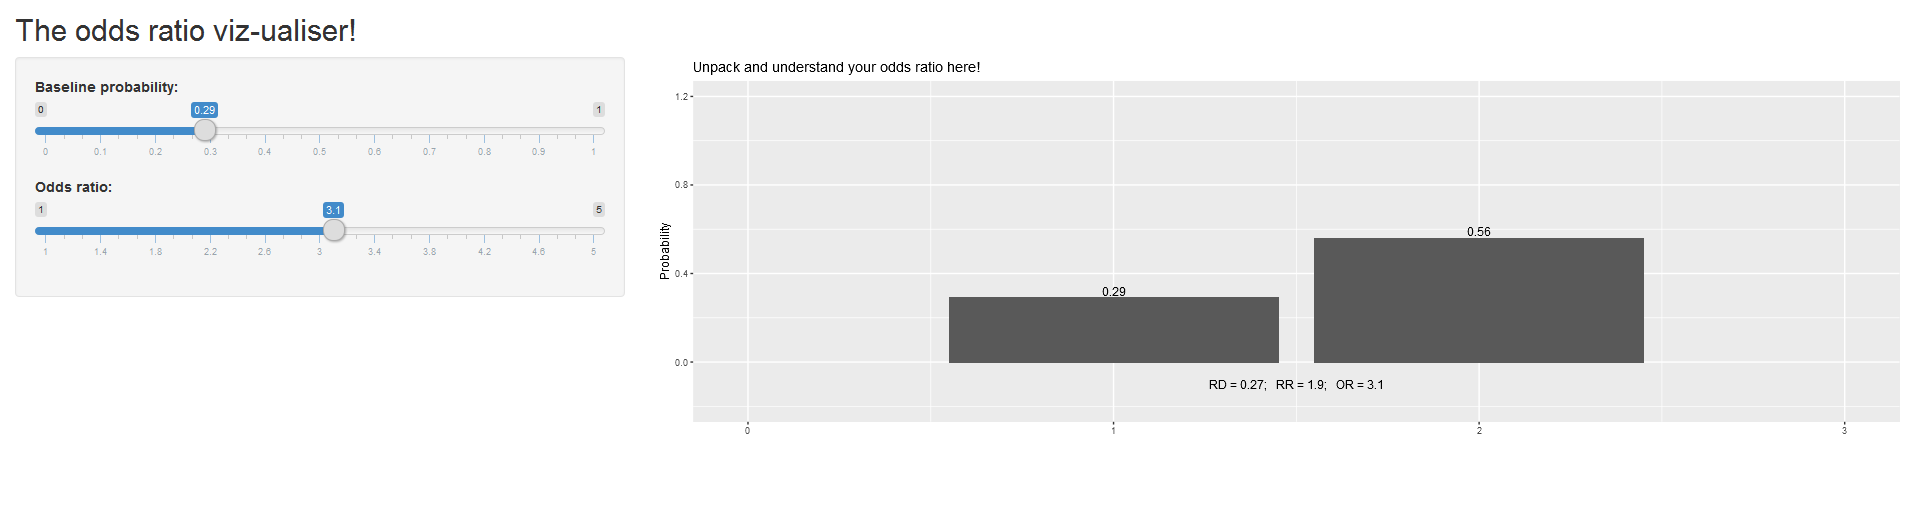 The odds ratio viz-ualiser!
Baseline probability:
0 0.29 1
0 0.1 0.2 0.3 0.4 0.5 0.6 0.7 0.8 0.9 1
Odds ratio:
1 3.1 5
1 1.4 1.8 2.2 2.6 3 3.4 3.8 4.2 4.6 5
Unpack and understand your odds ratio here!
1.2
0.8
0.4
0.0
Probability
0.29
0.56
RD = 0.27; RR = 1.9; OR = 3.1
0 1 2 3